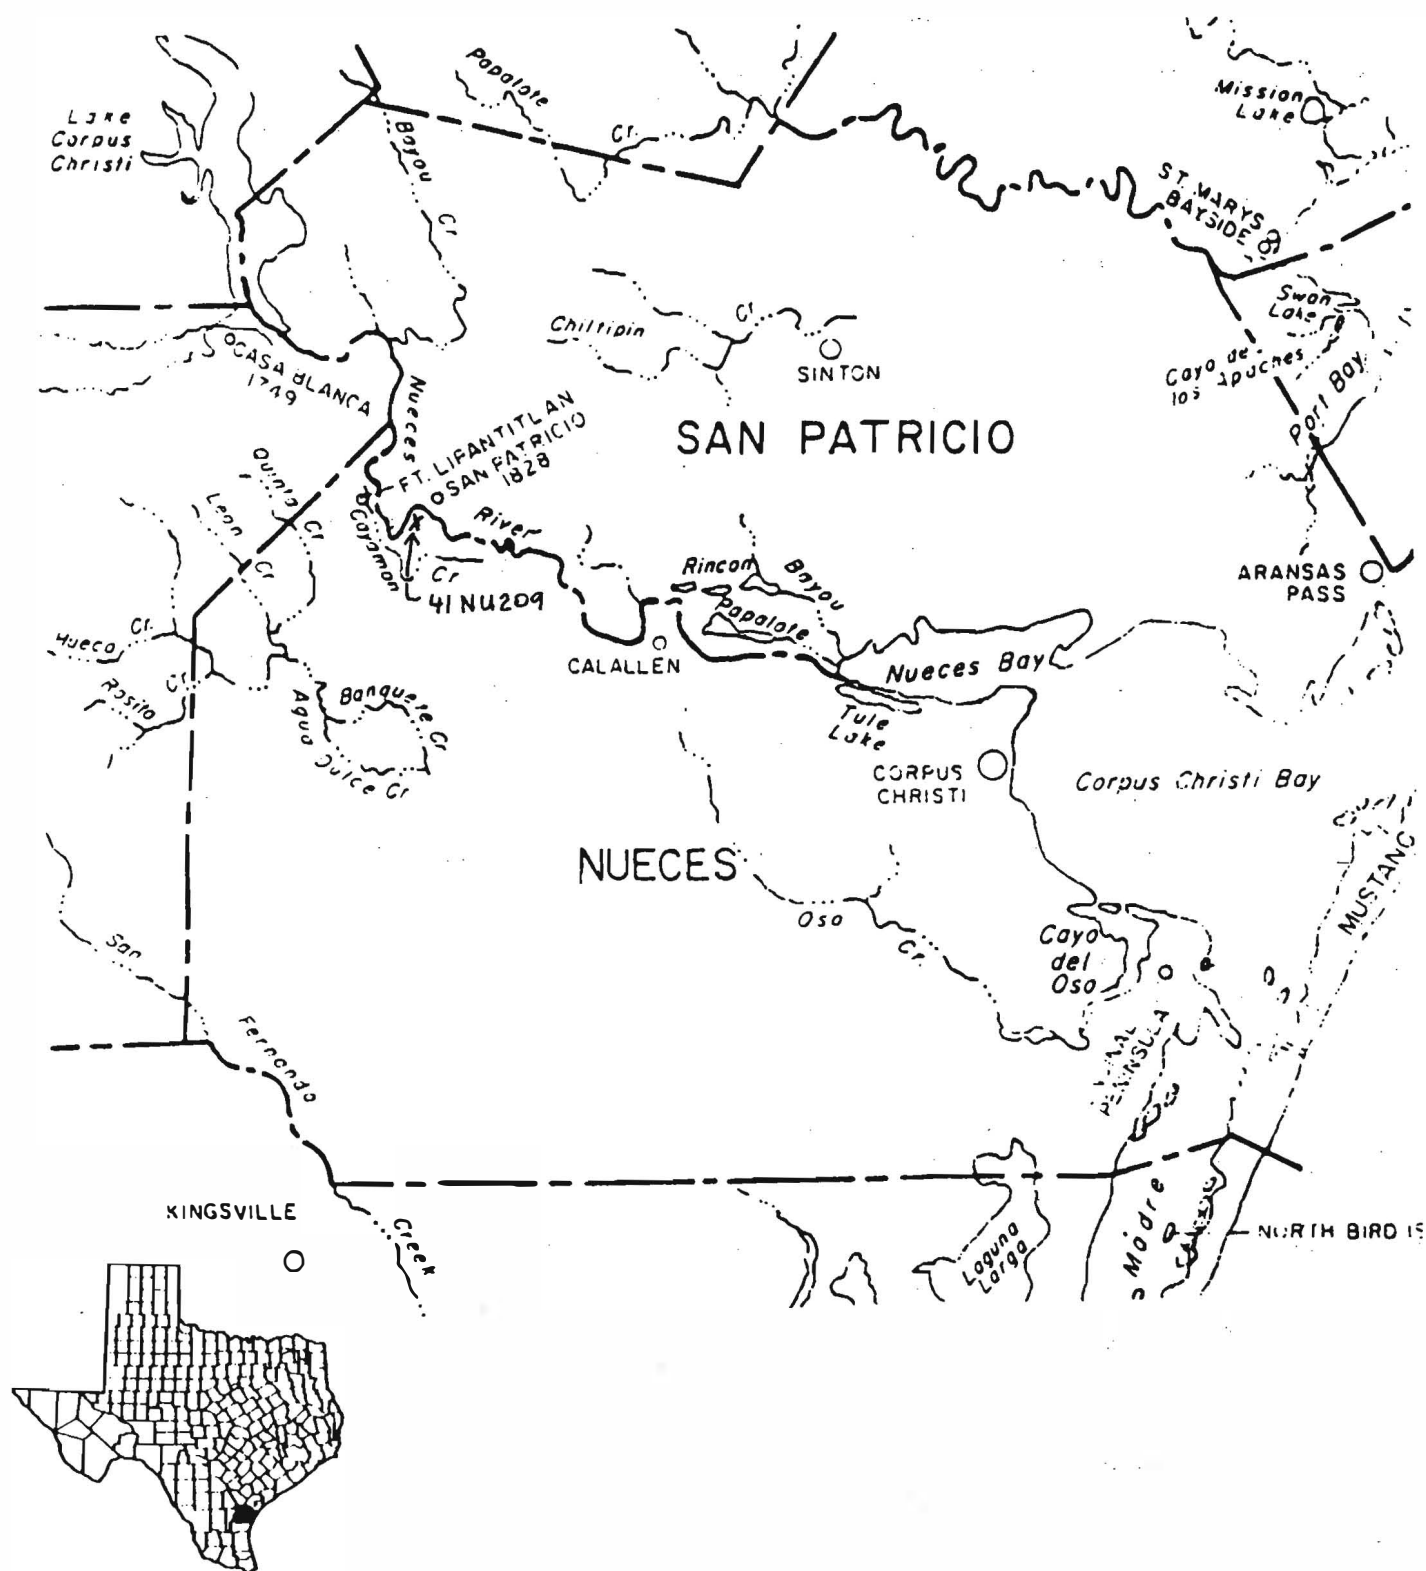 Papalote
Cr.
Mission
Lake
Lake
Corpus
Christi
Bayou
Cr
ST. MARYS
BAYSIDE
Swan
Lake
Chiltipin
Cr
SINTON
Cayo de
los Apaches
Port Bay
CASA BLANCA
1749
Nueces
SAN PATRICIO
FT. LIPANTITLAN
SAN PATRICIO
1828
Quinta
Cr
Leon
Cr
River
Cayamon
Cr
41 NU209
Rincon
Bayou
Papalote
ARANSAS
PASS
Hueco
Cr.
Rosita
Cr.
CALALLEN
Nueces Bay
Banquete Cr
Agua Dulce Cr
Tule
Lake
CORPUS
CHRISTI
Corpus Christi Bay
NUECES
MUSTANG
Oso
Cr.
Cayo
del
Oso
San
Fernando
PENINSULA
KINGSVILLE
Creek
Laguna
Larga
Madre
NORTH BIRD IS